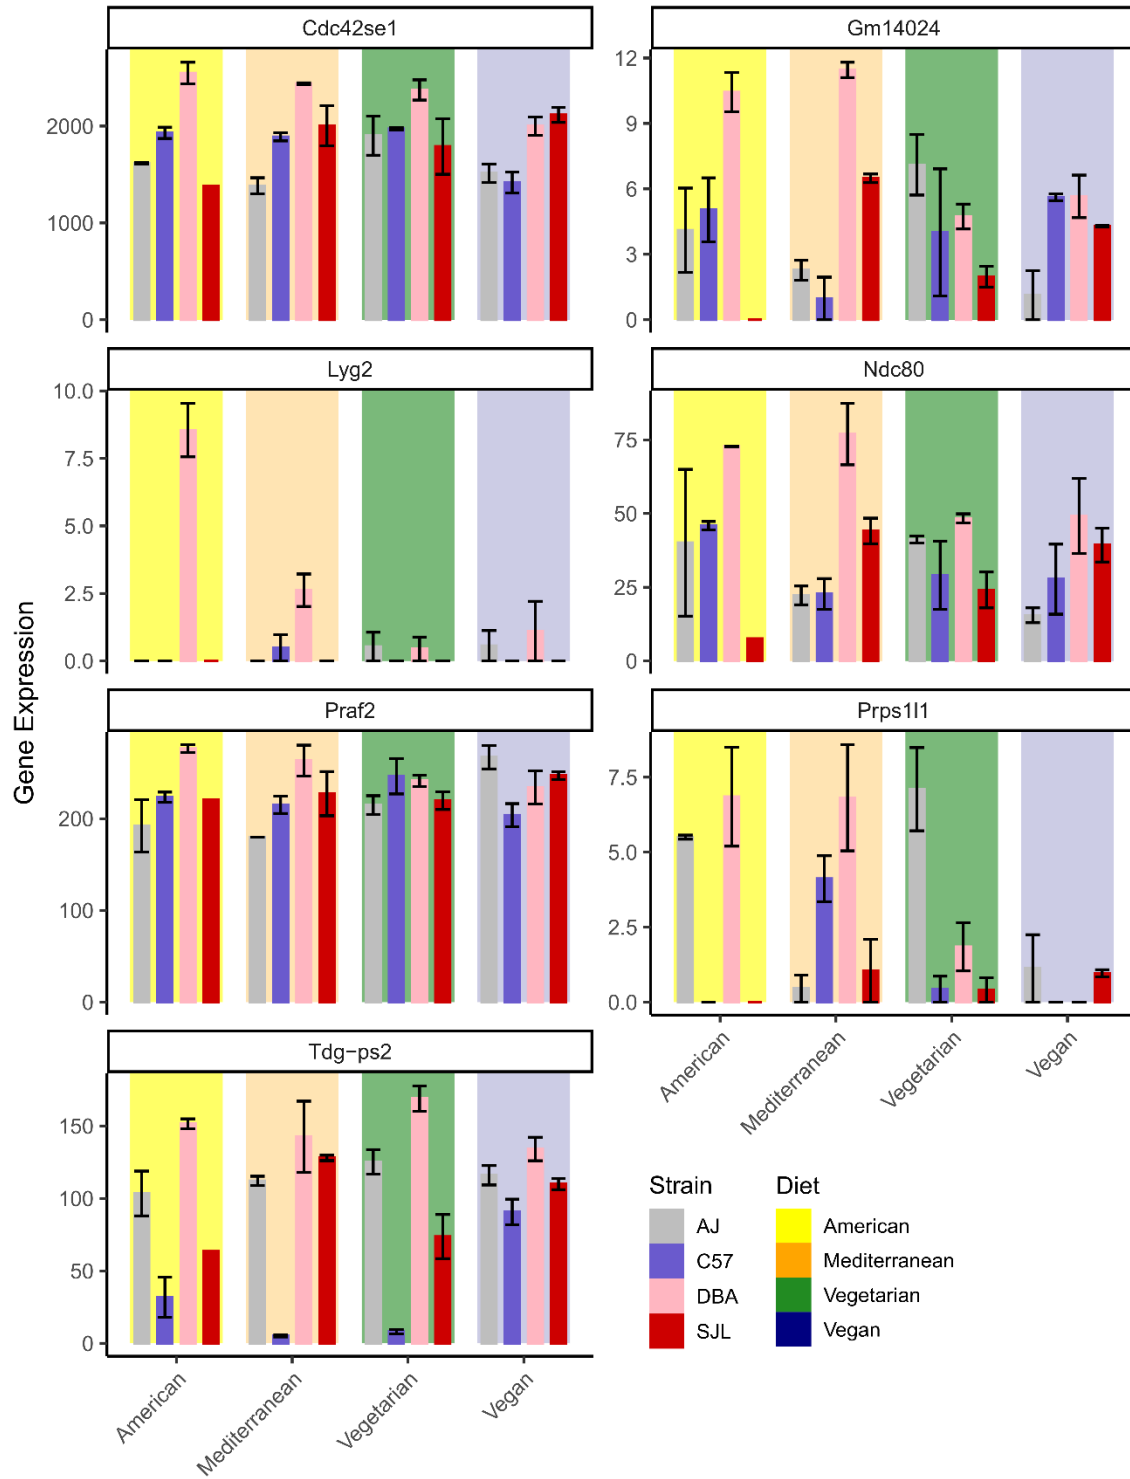 Cdc42se1
Gm14024
2000
1000
0
12
9
6
3
0
Lyg2
Ndc80
10.0
7.5
5.0
2.5
0.0
75
50
25
0
Gene Expression
Praf2
Prps1l1
200
100
0
7.5
5.0
2.5
0.0
American
Mediterranean
Vegetarian
Vegan
Tdg−ps2
150
100
50
0
American
Mediterranean
Vegetarian
Vegan
Strain
AJ
C57
DBA
SJL
Diet
American
Mediterranean
Vegetarian
Vegan